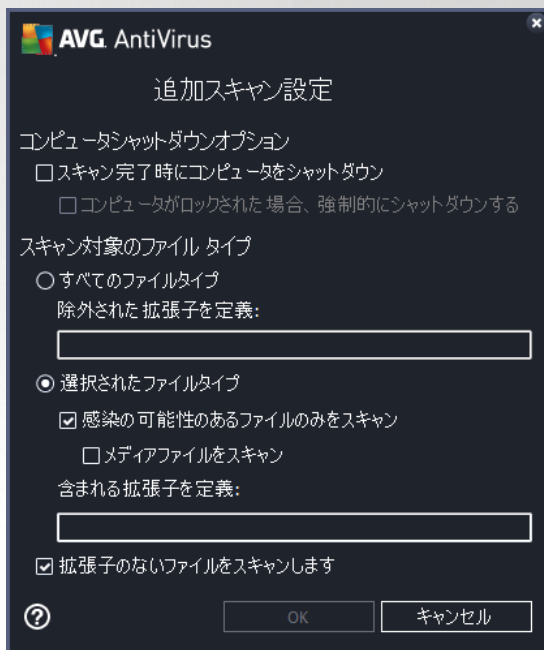 AVG. AntiVirus
追加スキャン設定
コンピュータシャットダウンオプション
スキャン完了時にコンピュータをシャットダウン
コンピュータがロックされた場合、強制的にシャットダウンする
スキャン対象のファイル タイプ
すべてのファイルタイプ
除外された拡張子を定義:
選択されたファイルタイプ
感染の可能性のあるファイルのみをスキャン
メディアファイルをスキャン
含まれる拡張子を定義:
拡張子のないファイルをスキャンします
OK
キャンセル